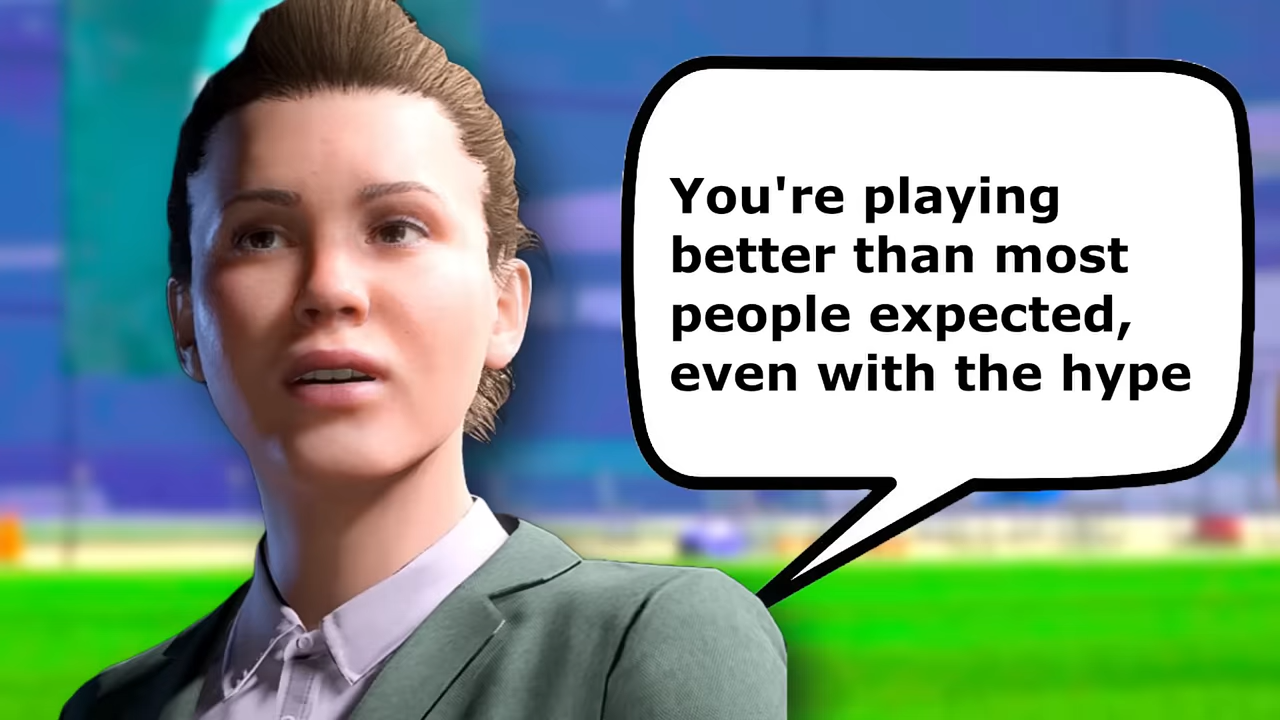 You're playing
better than most
people expected,
even with the hype